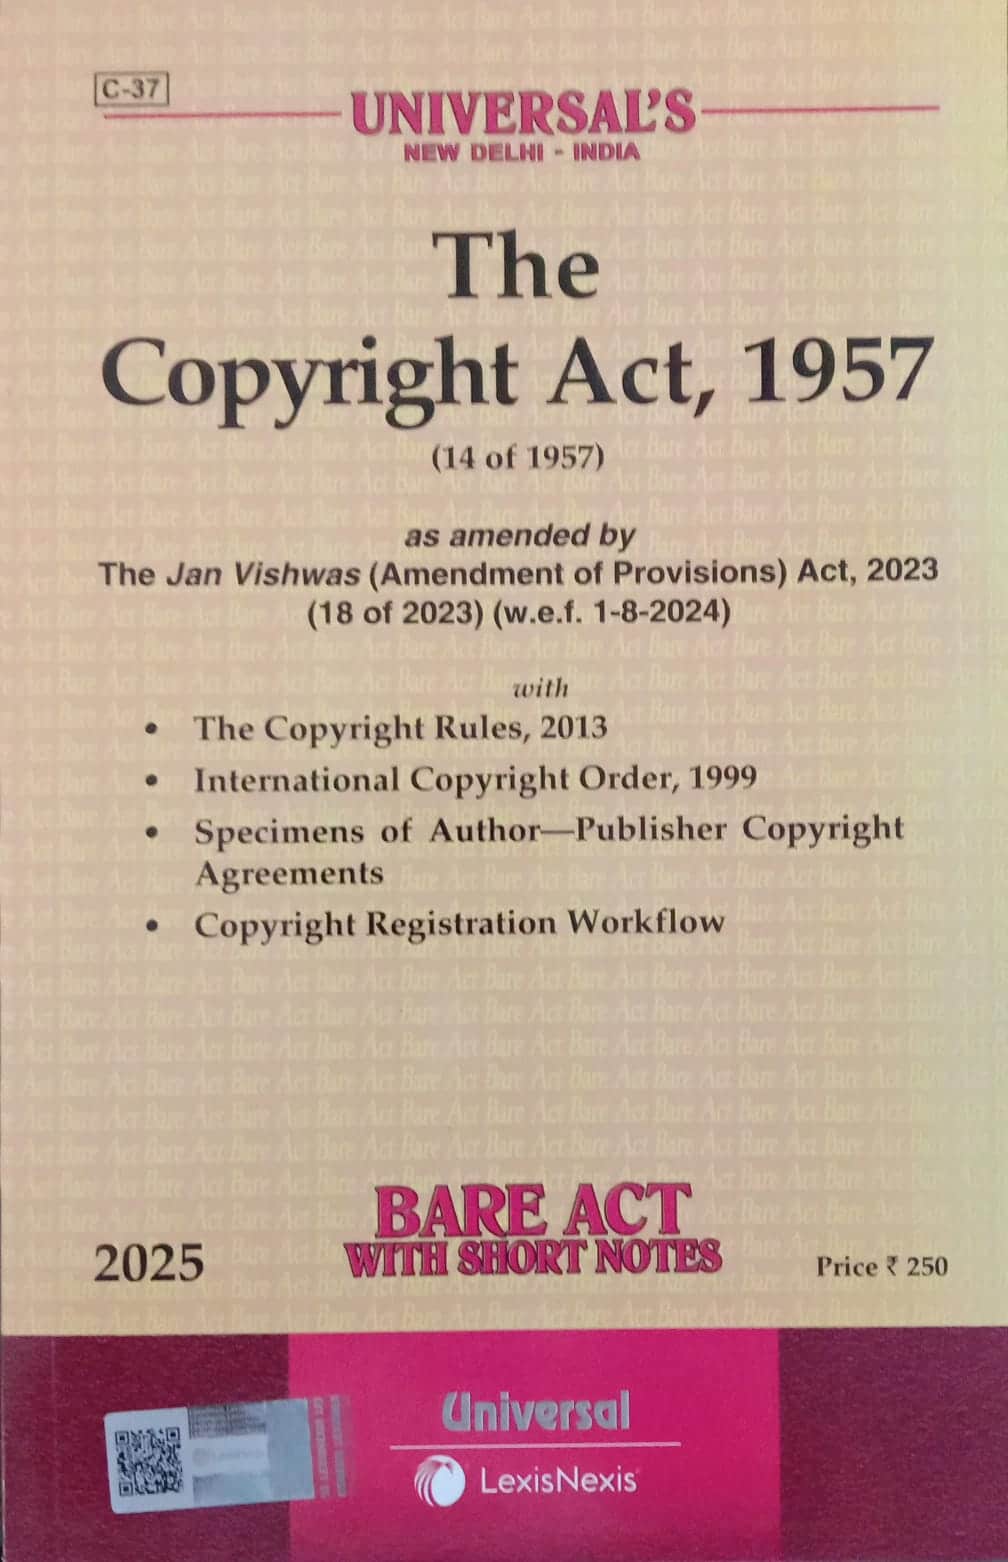 C-37
UNIVERSAL'S
NEW DELHI - INDIA
The
Copyright Act, 1957
(14 of 1957)
as amended by
The Jan Vishwas (Amendment of Provisions) Act, 2023
(18 of 2023) (w.e.f. 1-8-2024)
with
• The Copyright Rules, 2013
• International Copyright Order, 1999
• Specimens of Author—Publisher Copyright
Agreements
• Copyright Registration Workflow
BARE ACT
WITH SHORT NOTES
2025
Price ₹ 250
Universal
LexisNexis